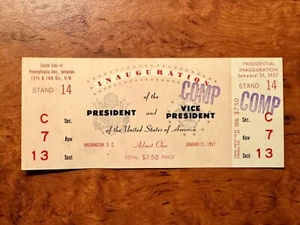 South Side of
Pennsylvania Ave., between
13th & 14th Sts. N.W.
STAND 14
C Sec.
7 Row
13 Seat
INAUGURATION
COMP
of the
PRESIDENT and VICE PRESIDENT
of the United States of America
WASHINGTON, D. C. Admit One JANUARY 21, 1957
TOTAL $7.50 PRICE
PRESIDENTIAL
INAUGURATION
January 21, 1957
STAND 14
$7.50
COMP
Sec. C
Row 7
Seat 13